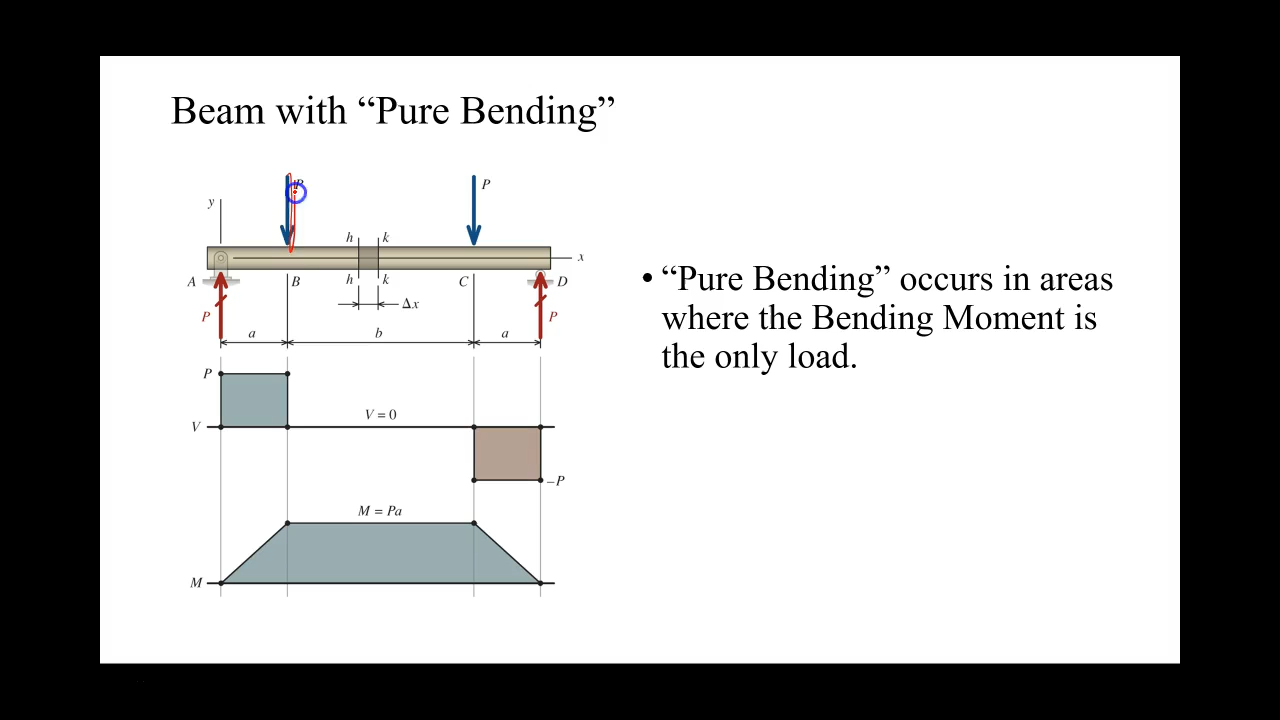 Beam with “Pure Bending”
P
P
y
h k
x
A B h k C D
Δx
P P
a b a
P
V = 0
V
–P
M = Pa
M
• “Pure Bending” occurs in areas
where the Bending Moment is
the only load.